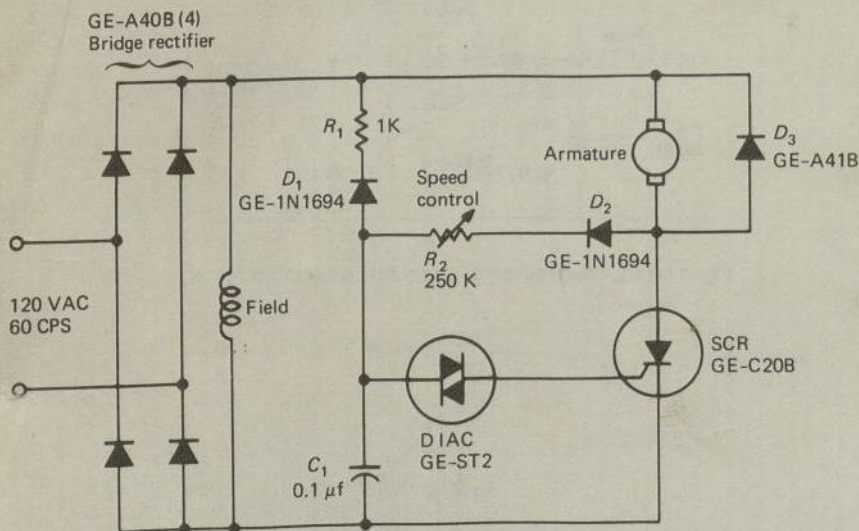 GE-A40B (4)
Bridge rectifier
R₁ 1K
D₁
GE-1N1694
Speed
control
R₂
250 K
Armature
D₂
GE-1N1694
D₃
GE-A41B
120 VAC
60 CPS
Field
SCR
GE-C20B
DIAC
GE-ST2
C₁
0.1 μf